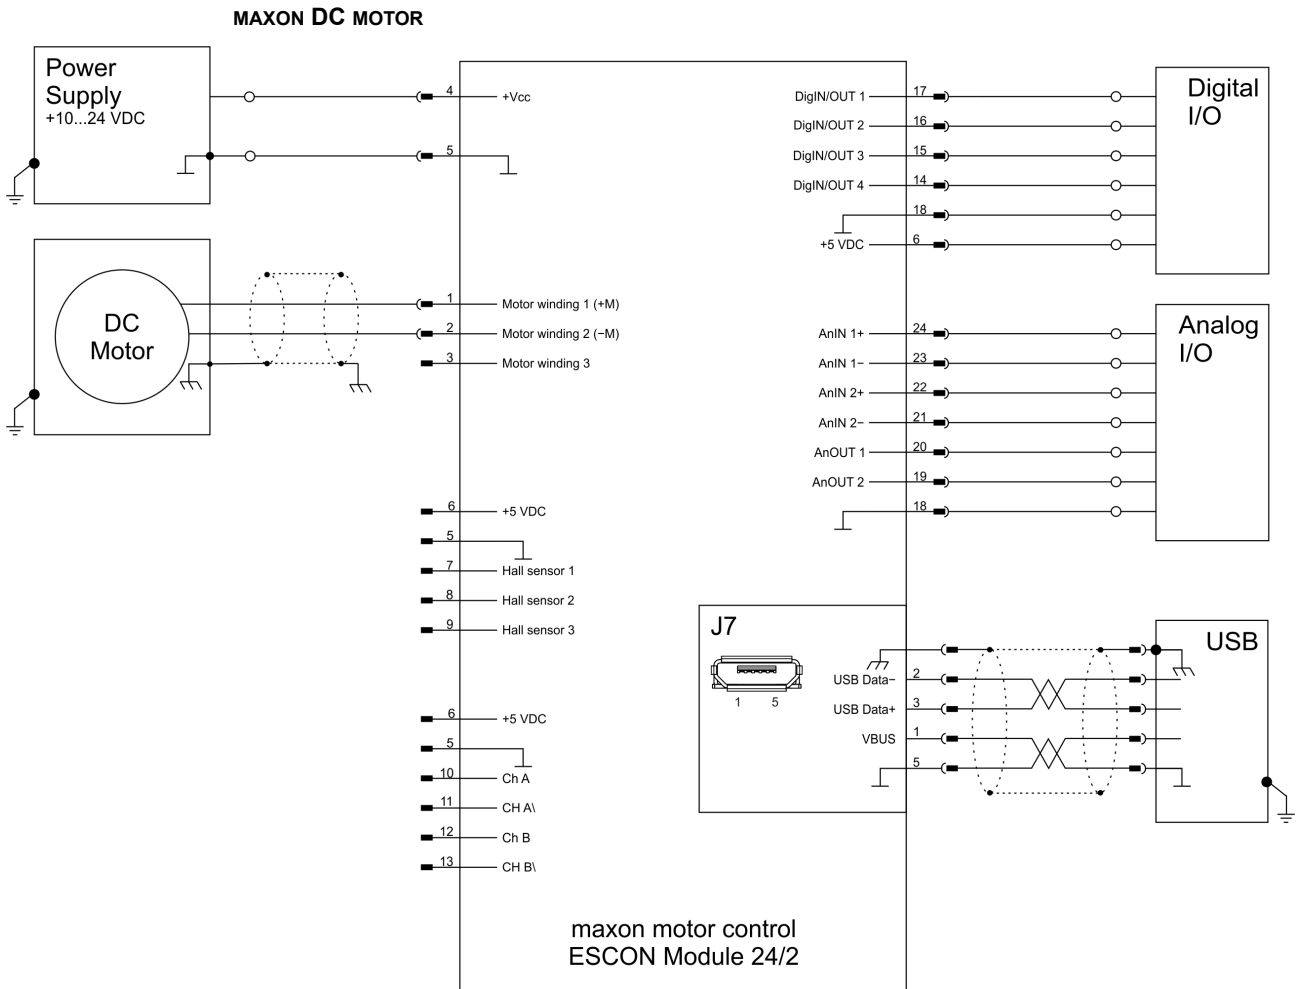 MAXON DC MOTOR
Power
Supply
+10...24 VDC
4
+Vcc
5
DC
Motor
1
Motor winding 1 (+M)
2
Motor winding 2 (−M)
3
Motor winding 3
6
+5 VDC
5
7
Hall sensor 1
8
Hall sensor 2
9
Hall sensor 3
6
+5 VDC
5
10
Ch A
11
CH A\
12
Ch B
13
CH B\
DigIN/OUT 1
17
DigIN/OUT 2
16
DigIN/OUT 3
15
DigIN/OUT 4
14
18
+5 VDC
6
Digital
I/O
AnIN 1+
24
AnIN 1−
23
AnIN 2+
22
AnIN 2−
21
AnOUT 1
20
AnOUT 2
19
18
Analog
I/O
J7
1 5
USB Data−
2
USB Data+
3
VBUS
1
5
USB
maxon motor control
ESCON Module 24/2